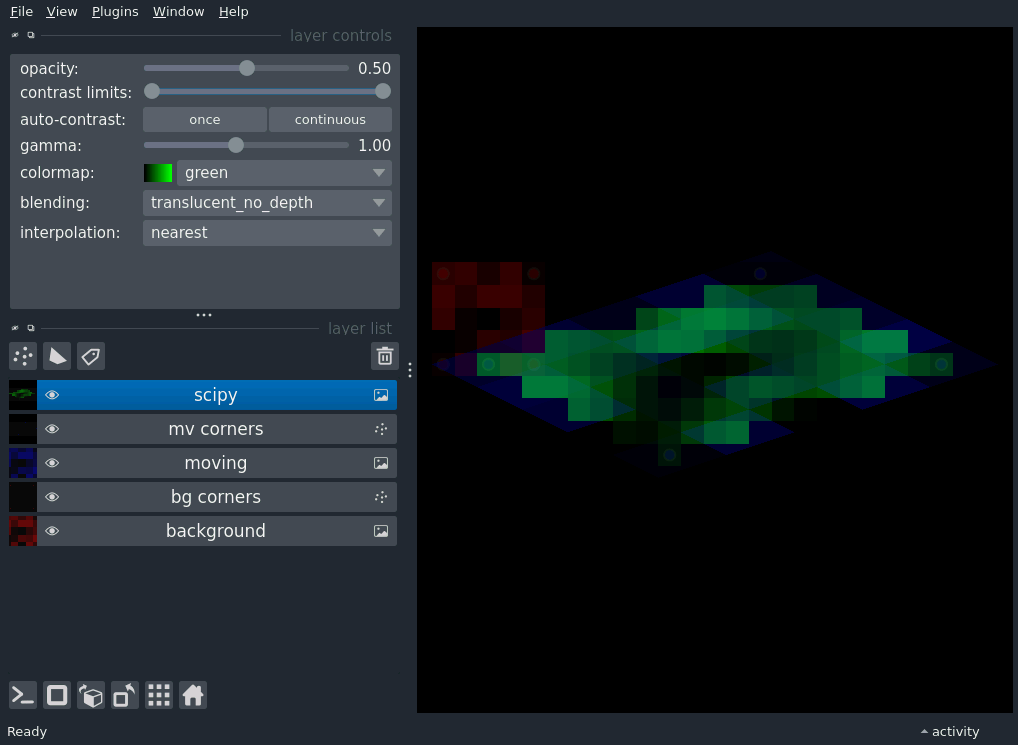 File View Plugins Window Help
layer controls
opacity: 0.50
contrast limits:
auto-contrast: once continuous
gamma: 1.00
colormap: green
blending: translucent_no_depth
interpolation: nearest
layer list
scipy
mv corners
moving
bg corners
background
Ready
activity